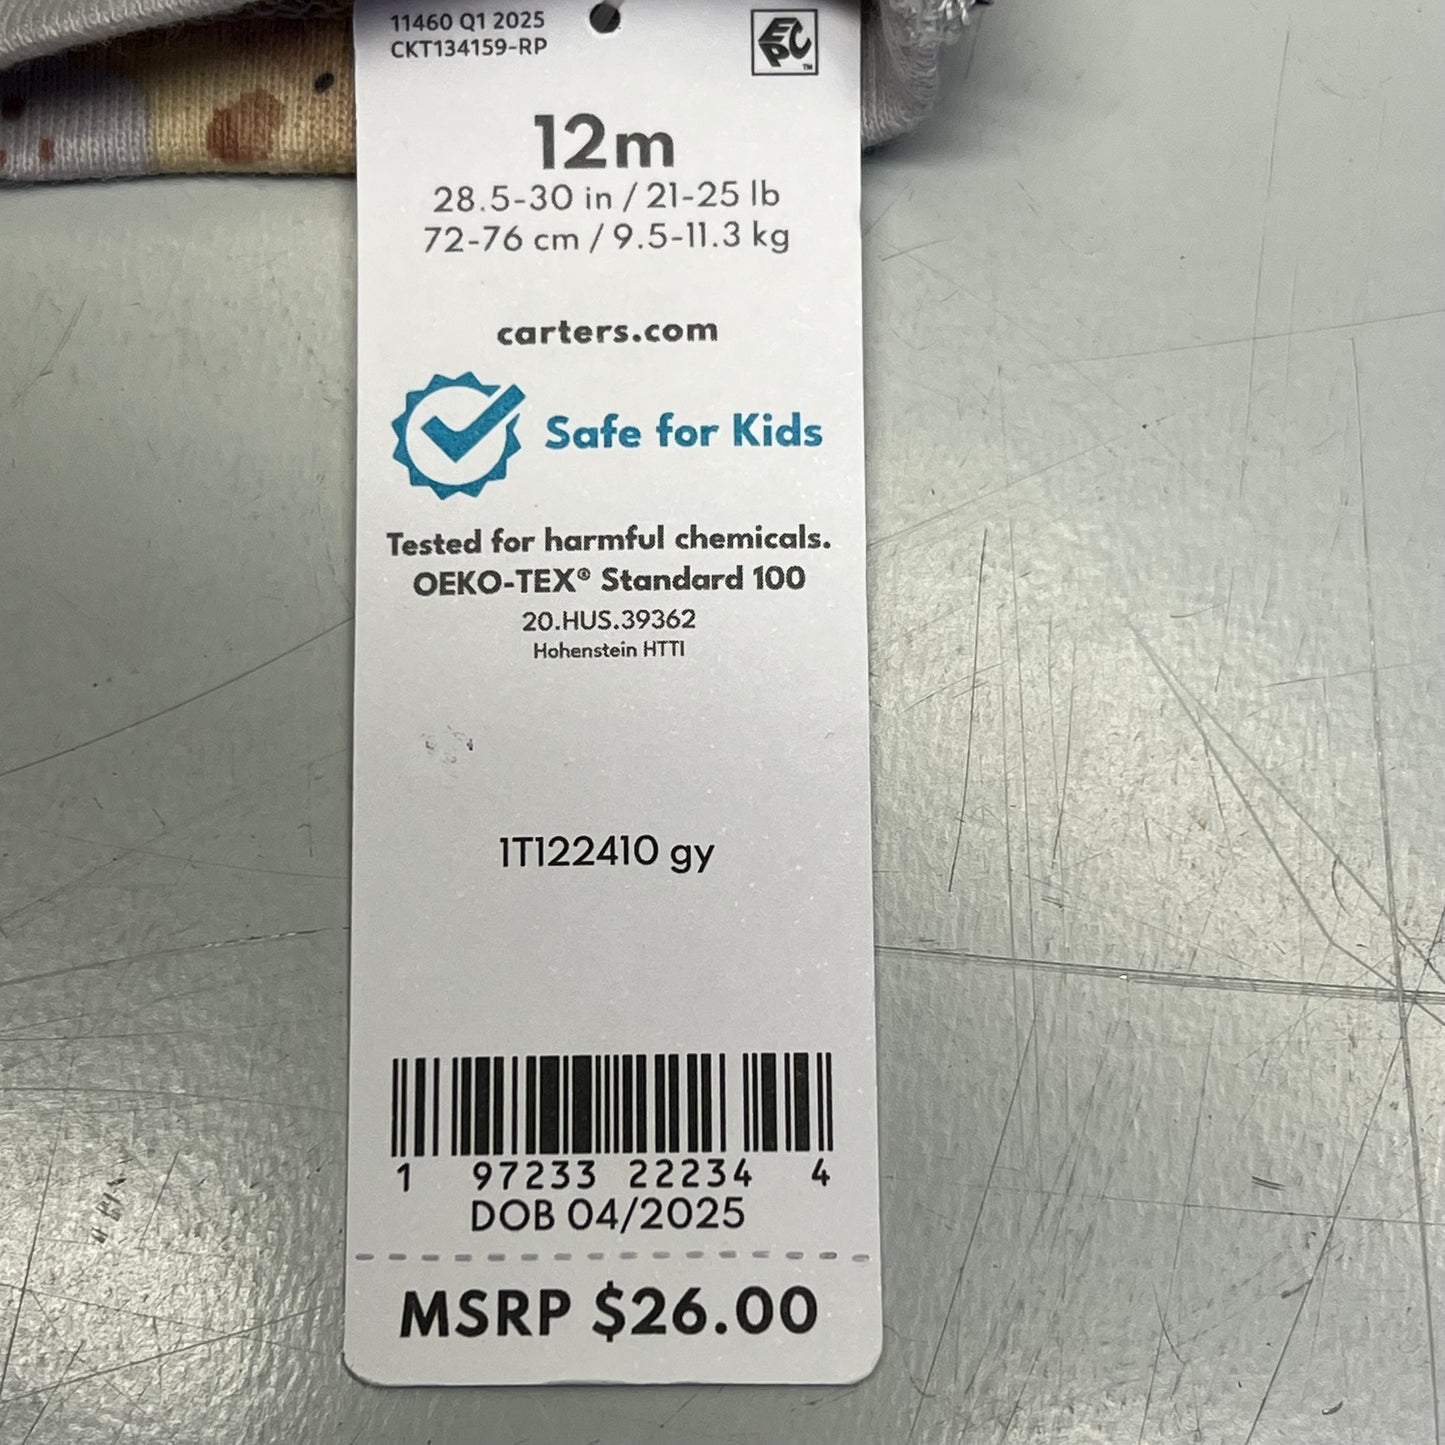 11460 Q1 2025
CKT134159-RP
EPC
TM
12m
28.5-30 in / 21-25 lb
72-76 cm / 9.5-11.3 kg
carters.com
Safe for Kids
Tested for harmful chemicals.
OEKO-TEX® Standard 100
20.HUS.39362
Hohenstein HTTI
1T122410 gy
1 97233 22234 4
DOB 04/2025
MSRP $26.00